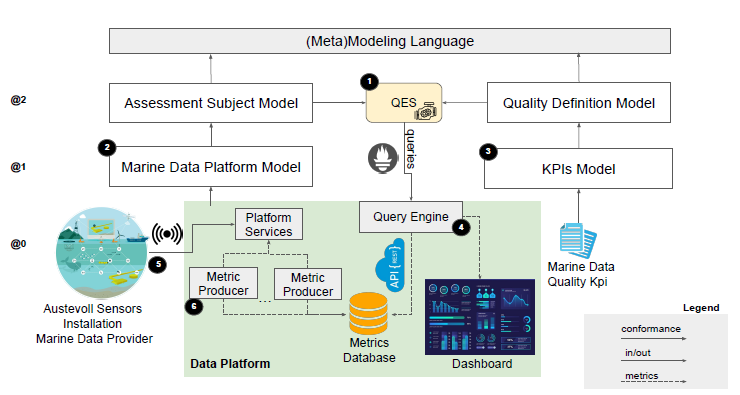 (Meta)Modeling Language
@2
Assessment Subject Model
1
QES
Quality Definition Model
queries
@1
2
Marine Data Platform Model
3
KPIs Model
@0
Platform
Services
Query Engine
4
5
API{REST}
Marine Data
Quality Kpi
Metric
Producer
...
Metric
Producer
6
Austevoll Sensors
Installation
Marine Data Provider
Metrics
Database
Data Platform
Dashboard
Legend
conformance
in/out
metrics